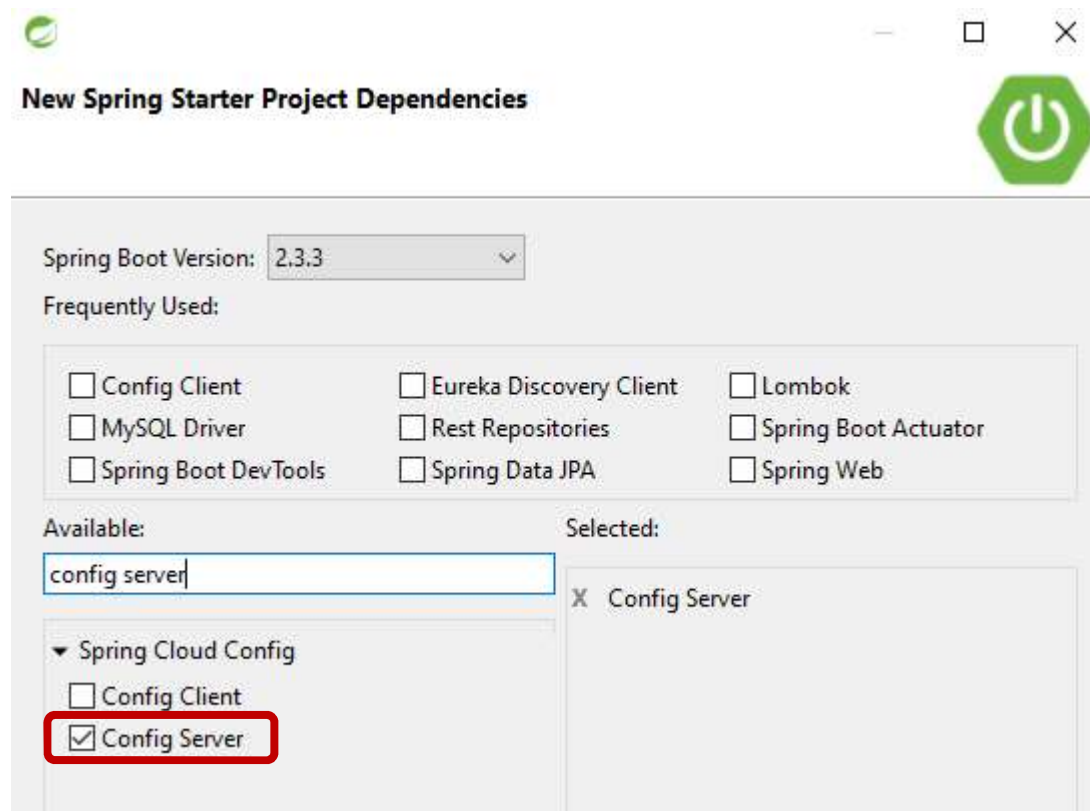 New Spring Starter Project Dependencies
Spring Boot Version: 2.3.3
Frequently Used:
Config Client Eureka Discovery Client Lombok
MySQL Driver Rest Repositories Spring Boot Actuator
Spring Boot DevTools Spring Data JPA Spring Web
Available: Selected:
config server
X Config Server
Spring Cloud Config
Config Client
Config Server